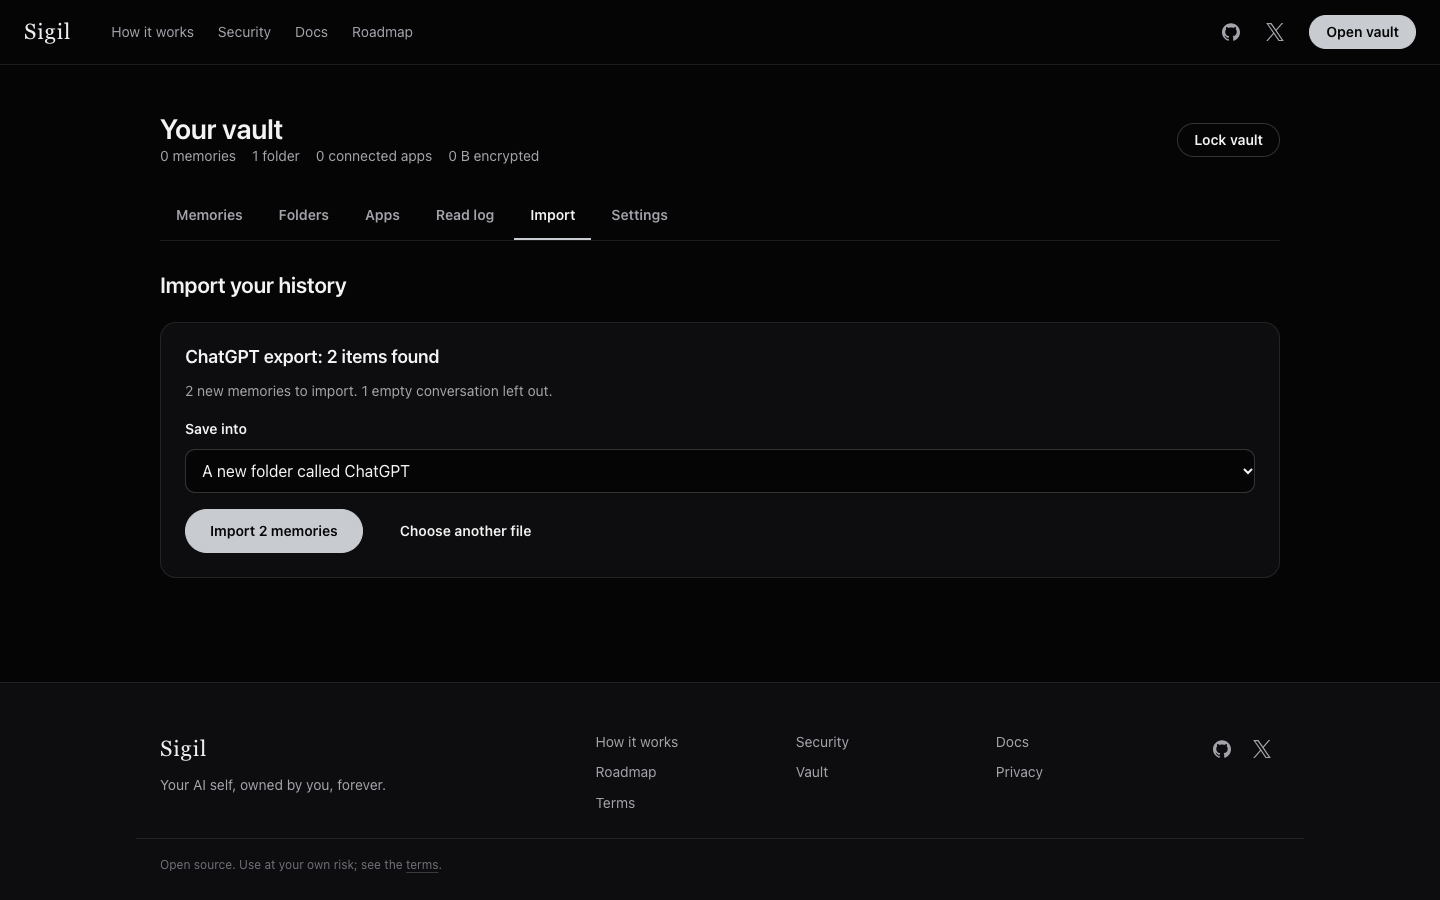 Sigil How it works Security Docs Roadmap Open vault
Your vault
0 memories 1 folder 0 connected apps 0 B encrypted
Lock vault
Memories Folders Apps Read log Import Settings
Import your history
ChatGPT export: 2 items found
2 new memories to import. 1 empty conversation left out.
Save into
A new folder called ChatGPT
Import 2 memories Choose another file
Sigil
Your AI self, owned by you, forever.
How it works Security Docs
Roadmap Vault Privacy
Terms
Open source. Use at your own risk; see the terms.